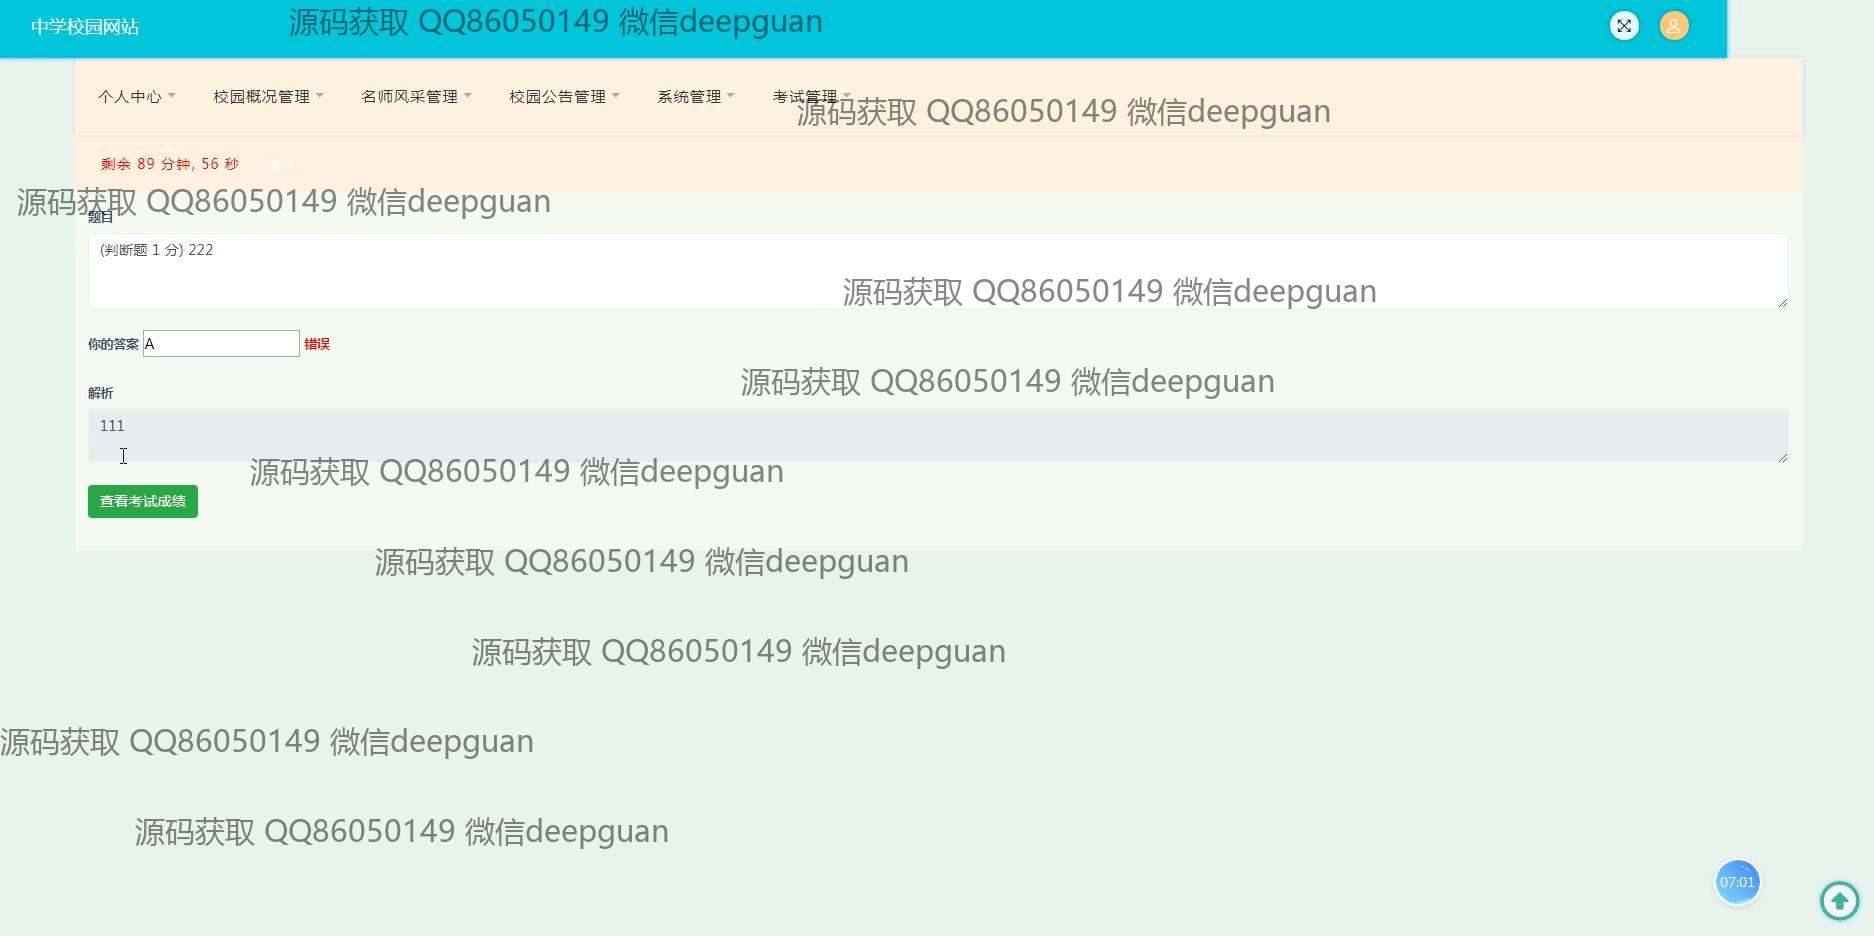 中学校园网站
源码获取 QQ86050149 微信deepguan
个人中心 校园概况管理 名师风采管理 校园公告管理 系统管理 考试管理
源码获取 QQ86050149 微信deepguan
剩余 89 分钟, 56 秒 退出
源码获取 QQ86050149 微信deepguan
题目
(判断题 1 分) 222
源码获取 QQ86050149 微信deepguan
你的答案 A 错误
源码获取 QQ86050149 微信deepguan
解析
111
源码获取 QQ86050149 微信deepguan
查看考试成绩
源码获取 QQ86050149 微信deepguan
源码获取 QQ86050149 微信deepguan
源码获取 QQ86050149 微信deepguan
源码获取 QQ86050149 微信deepguan
07:01